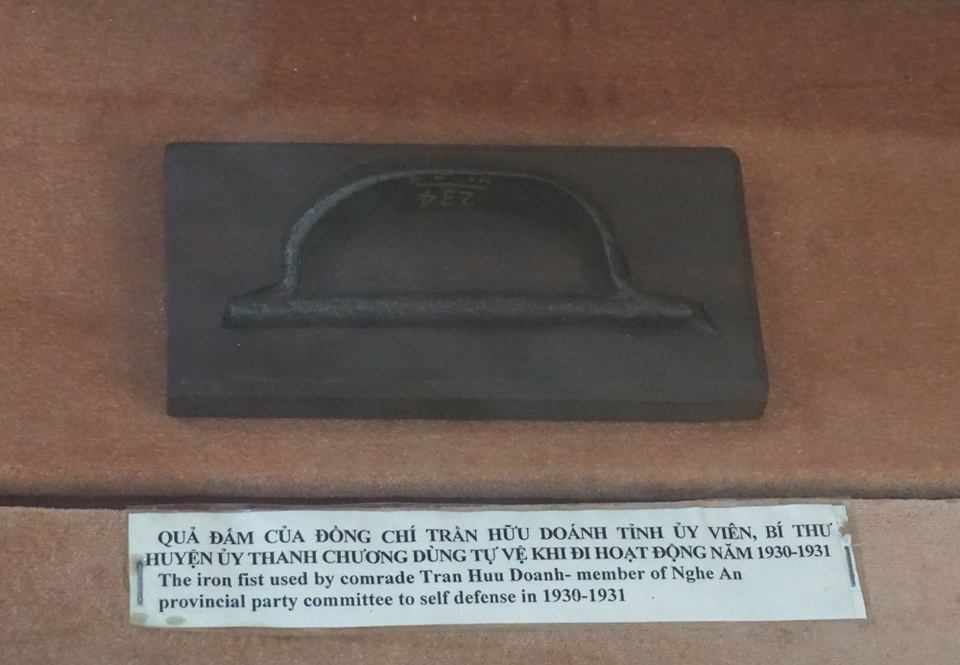 234
QUẢ ĐẤM CỦA ĐỒNG CHÍ TRẦN HỮU DOÁNH TỈNH ỦY VIÊN, BÍ THƯ
HUYỆN ỦY THANH CHƯƠNG DÙNG TỰ VỆ KHI ĐI HOẠT ĐỘNG NĂM 1930-1931
The iron fist used by comrade Tran Huu Doanh- member of Nghe An
provincial party committee to self defense in 1930-1931